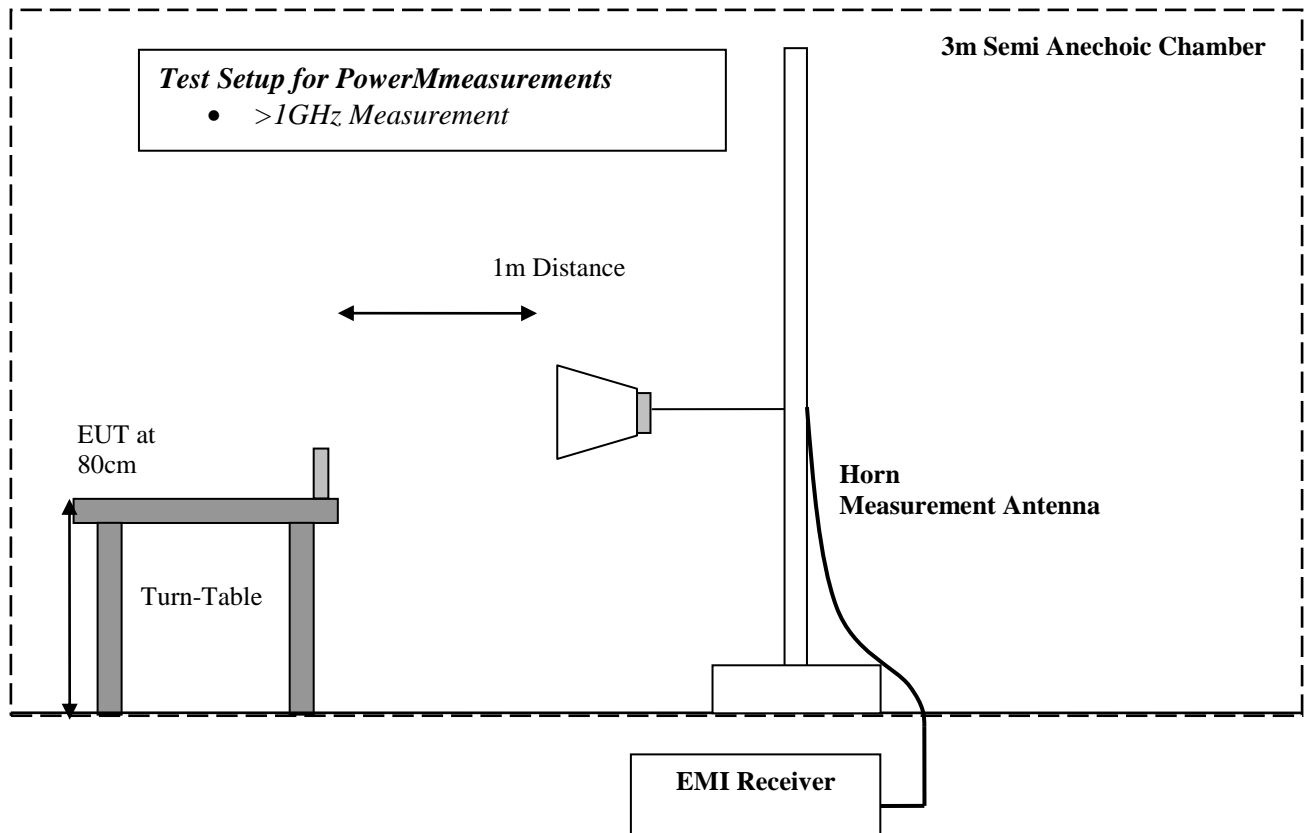 3m Semi Anechoic Chamber
Test Setup for PowerMmeasurements
• >1GHz Measurement
1m Distance
EUT at
80cm
Horn
Measurement Antenna
Turn-Table
EMI Receiver